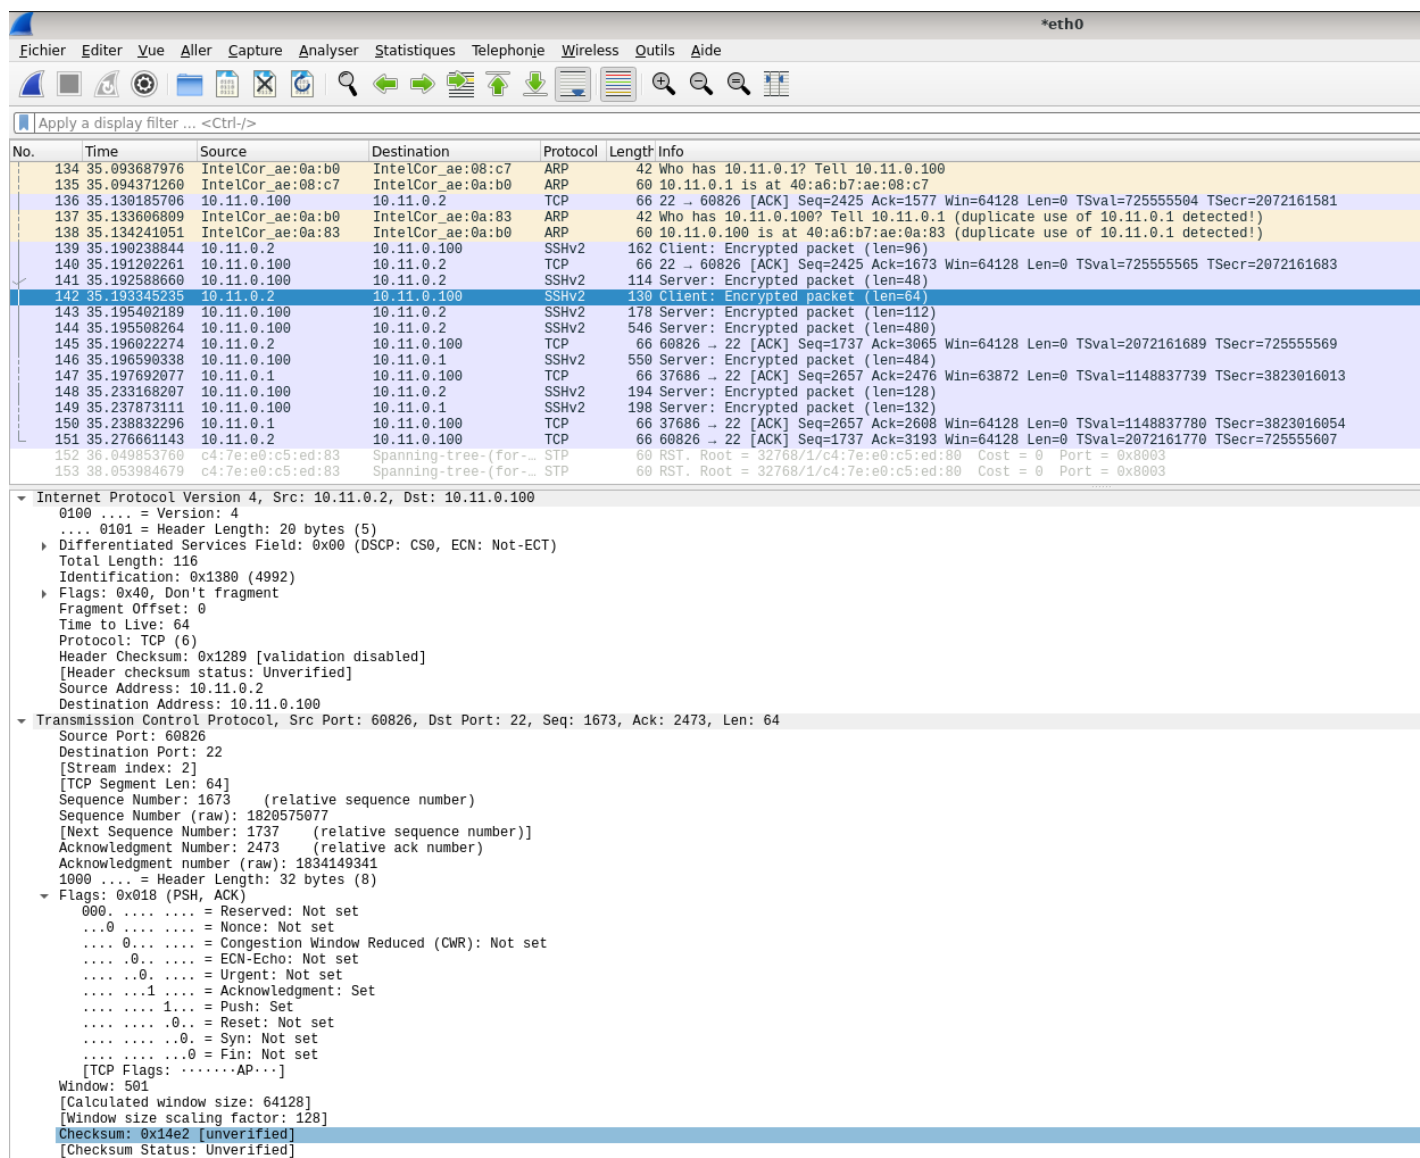 *eth0
Fichier Editer Vue Aller Capture Analyser Statistiques Telephonie Wireless Outils Aide
Apply a display filter ... <Ctrl-/>
No. Time Source Destination Protocol Length Info
134 35.093687976 IntelCor_ae:0a:b0 IntelCor_ae:08:c7 ARP 42 Who has 10.11.0.1? Tell 10.11.0.100
135 35.094371260 IntelCor_ae:08:c7 IntelCor_ae:0a:b0 ARP 60 10.11.0.1 is at 40:a6:b7:ae:08:c7
136 35.130185706 10.11.0.100 10.11.0.2 TCP 66 22 → 60826 [ACK] Seq=2425 Ack=1577 Win=64128 Len=0 TSval=725555504 TSecr=2072161581
137 35.133606809 IntelCor_ae:0a:b0 IntelCor_ae:0a:83 ARP 42 Who has 10.11.0.100? Tell 10.11.0.1 (duplicate use of 10.11.0.1 detected!)
138 35.134241051 IntelCor_ae:0a:83 IntelCor_ae:0a:b0 ARP 60 10.11.0.100 is at 40:a6:b7:ae:0a:83 (duplicate use of 10.11.0.1 detected!)
139 35.190238844 10.11.0.2 10.11.0.100 SSHv2 162 Client: Encrypted packet (len=96)
140 35.191202261 10.11.0.100 10.11.0.2 TCP 66 22 → 60826 [ACK] Seq=2425 Ack=1673 Win=64128 Len=0 TSval=725555565 TSecr=2072161683
141 35.192588660 10.11.0.100 10.11.0.2 SSHv2 114 Server: Encrypted packet (len=48)
142 35.193345235 10.11.0.2 10.11.0.100 SSHv2 130 Client: Encrypted packet (len=64)
143 35.195402189 10.11.0.100 10.11.0.2 SSHv2 178 Server: Encrypted packet (len=112)
144 35.195508264 10.11.0.100 10.11.0.2 SSHv2 546 Server: Encrypted packet (len=480)
145 35.196022274 10.11.0.2 10.11.0.100 TCP 66 60826 → 22 [ACK] Seq=1737 Ack=3065 Win=64128 Len=0 TSval=2072161689 TSecr=725555569
146 35.196590338 10.11.0.100 10.11.0.1 SSHv2 550 Server: Encrypted packet (len=484)
147 35.197692077 10.11.0.1 10.11.0.100 TCP 66 37686 → 22 [ACK] Seq=2657 Ack=2476 Win=63872 Len=0 TSval=1148837739 TSecr=3823016013
148 35.233168207 10.11.0.100 10.11.0.2 SSHv2 194 Server: Encrypted packet (len=128)
149 35.237873111 10.11.0.100 10.11.0.1 SSHv2 198 Server: Encrypted packet (len=132)
150 35.238832296 10.11.0.1 10.11.0.100 TCP 66 37686 → 22 [ACK] Seq=2657 Ack=2608 Win=64128 Len=0 TSval=1148837780 TSecr=3823016054
151 35.276661143 10.11.0.2 10.11.0.100 TCP 66 60826 → 22 [ACK] Seq=1737 Ack=3193 Win=64128 Len=0 TSval=2072161770 TSecr=725555607
152 36.049853760 c4:7e:e0:c5:ed:83 Spanning-tree-(for-… STP 60 RST. Root = 32768/1/c4:7e:e0:c5:ed:80 Cost = 0 Port = 0x8003
153 38.053984679 c4:7e:e0:c5:ed:83 Spanning-tree-(for-… STP 60 RST. Root = 32768/1/c4:7e:e0:c5:ed:80 Cost = 0 Port = 0x8003
Internet Protocol Version 4, Src: 10.11.0.2, Dst: 10.11.0.100
0100 .... = Version: 4
.... 0101 = Header Length: 20 bytes (5)
Differentiated Services Field: 0x00 (DSCP: CS0, ECN: Not-ECT)
Total Length: 116
Identification: 0x1380 (4992)
Flags: 0x40, Don't fragment
Fragment Offset: 0
Time to Live: 64
Protocol: TCP (6)
Header Checksum: 0x1289 [validation disabled]
[Header checksum status: Unverified]
Source Address: 10.11.0.2
Destination Address: 10.11.0.100
Transmission Control Protocol, Src Port: 60826, Dst Port: 22, Seq: 1673, Ack: 2473, Len: 64
Source Port: 60826
Destination Port: 22
[Stream index: 2]
[TCP Segment Len: 64]
Sequence Number: 1673 (relative sequence number)
Sequence Number (raw): 1820575077
[Next Sequence Number: 1737 (relative sequence number)]
Acknowledgment Number: 2473 (relative ack number)
Acknowledgment number (raw): 1834149341
1000 .... = Header Length: 32 bytes (8)
Flags: 0x018 (PSH, ACK)
000. .... .... = Reserved: Not set
...0 .... .... = Nonce: Not set
.... 0... .... = Congestion Window Reduced (CWR): Not set
.... .0.. .... = ECN-Echo: Not set
.... ..0. .... = Urgent: Not set
.... ...1 .... = Acknowledgment: Set
.... .... 1... = Push: Set
.... .... .0.. = Reset: Not set
.... .... ..0. = Syn: Not set
.... .... ...0 = Fin: Not set
[TCP Flags: ·······AP···]
Window: 501
[Calculated window size: 64128]
[Window size scaling factor: 128]
Checksum: 0x14e2 [unverified]
[Checksum Status: Unverified]